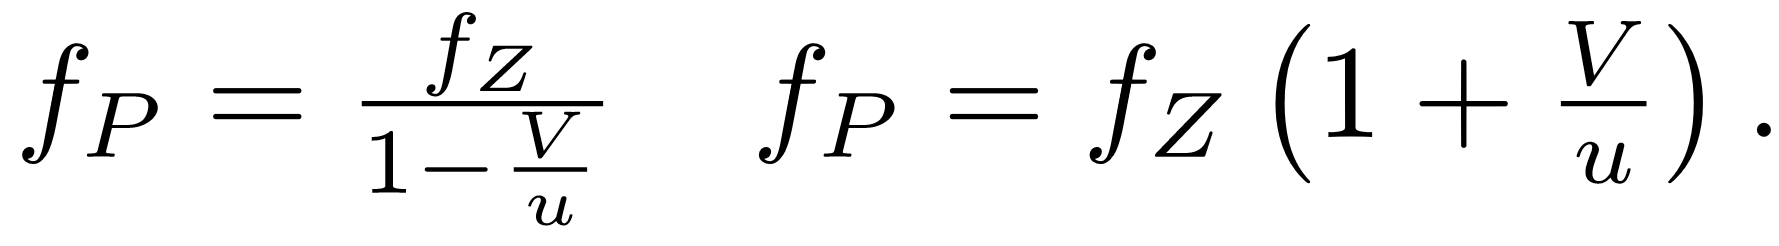 f_P = \frac{f_Z}{1 - \frac{V}{u}} \quad f_P = f_Z \left(1 + \frac{V}{u}\right).